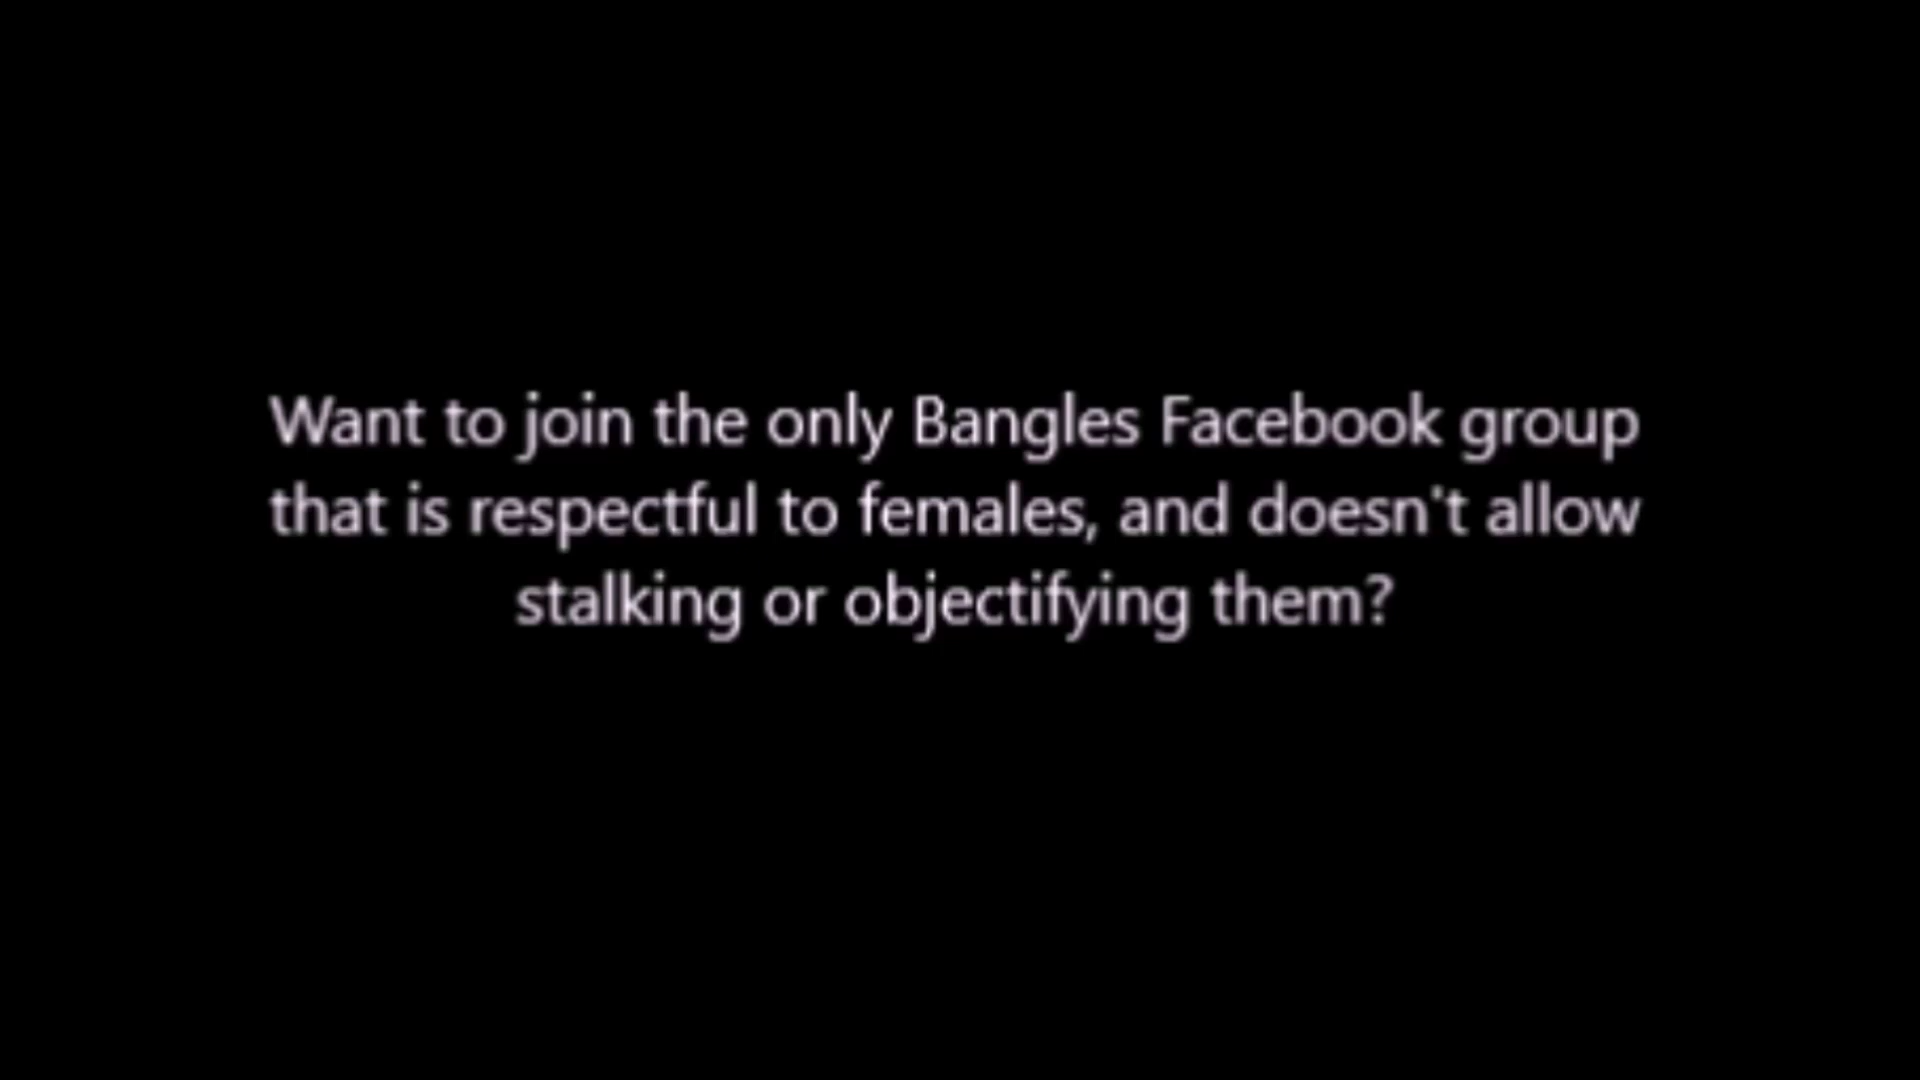 Want to join the only Bangles Facebook group
that is respectful to females, and doesn't allow
stalking or objectifying them?